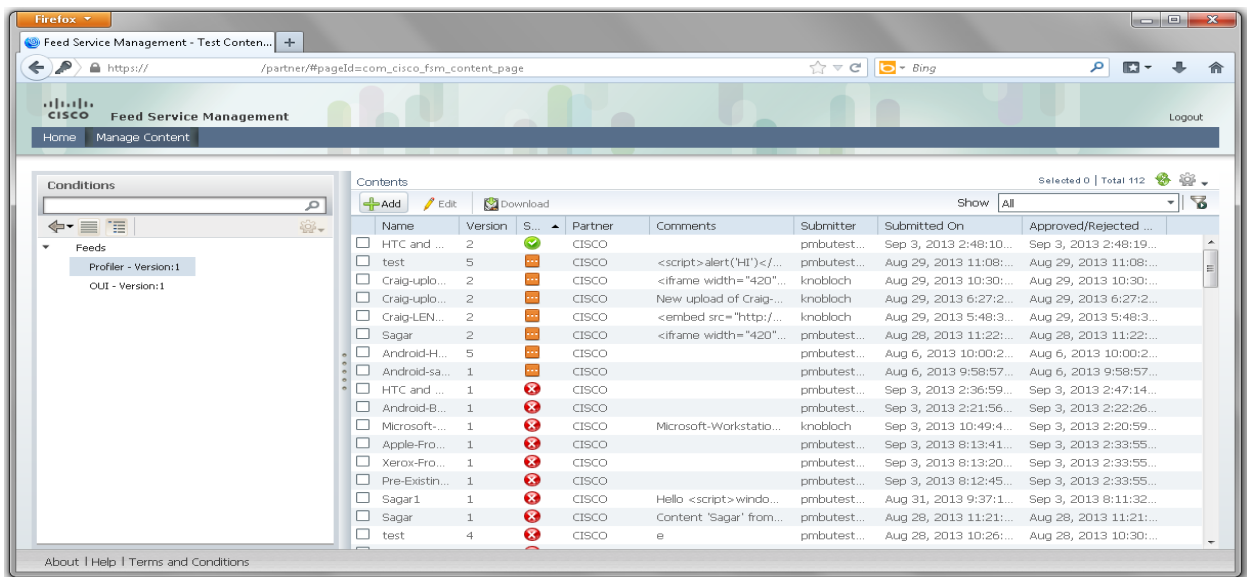 Firefox
Feed Service Management - Test Conten... +
https:// /partner/#pageId=com_cisco_fsm_content_page Bing
CISCO Feed Service Management Logout
Home Manage Content
Conditions
Feeds
Profiler - Version:1
OUI - Version:1
Contents Selected 0 | Total 112
Add Edit Download Show All
Name Version S... Partner Comments Submitter Submitted On Approved/Rejected ...
HTC and ... 2 CISCO pmbutest... Sep 3, 2013 2:48:10... Sep 3, 2013 2:48:19...
test 5 CISCO <script>alert('HI')</... pmbutest... Aug 29, 2013 11:08:... Aug 29, 2013 11:08:...
Craig-uplo... 2 CISCO <iframe width="420"... knobloch Aug 29, 2013 10:30:... Aug 29, 2013 10:30:...
Craig-uplo... 2 CISCO New upload of Craig-... knobloch Aug 29, 2013 6:27:2... Aug 29, 2013 6:27:2...
Craig-LEN... 2 CISCO <embed src="http:/... knobloch Aug 29, 2013 5:48:3... Aug 29, 2013 5:48:3...
Sagar 2 CISCO <iframe width="420"... pmbutest... Aug 28, 2013 11:22:... Aug 28, 2013 11:22:...
Android-H... 5 CISCO pmbutest... Aug 6, 2013 10:00:2... Aug 6, 2013 10:00:2...
Android-sa... 1 CISCO pmbutest... Aug 6, 2013 9:58:57... Aug 6, 2013 9:58:57...
HTC and ... 1 CISCO pmbutest... Sep 3, 2013 2:36:59... Sep 3, 2013 2:47:14...
Android-B... 1 CISCO pmbutest... Sep 3, 2013 2:21:56... Sep 3, 2013 2:22:26...
Microsoft-... 1 CISCO Microsoft-Workstatio... knobloch Sep 3, 2013 10:49:4... Sep 3, 2013 2:20:59...
Apple-Fro... 1 CISCO pmbutest... Sep 3, 2013 8:13:41... Sep 3, 2013 2:33:55...
Xerox-Fro... 1 CISCO pmbutest... Sep 3, 2013 8:13:20... Sep 3, 2013 2:33:55...
Pre-Existin... 1 CISCO pmbutest... Sep 3, 2013 8:12:45... Sep 3, 2013 2:33:55...
Sagar1 1 CISCO Hello <script>windo... pmbutest... Aug 31, 2013 9:37:1... Sep 3, 2013 8:11:32...
Sagar 1 CISCO Content 'Sagar' from... pmbutest... Aug 28, 2013 11:21:... Aug 28, 2013 11:21:...
test 4 CISCO e pmbutest... Aug 28, 2013 10:26:... Aug 28, 2013 10:30:...
About | Help | Terms and Conditions